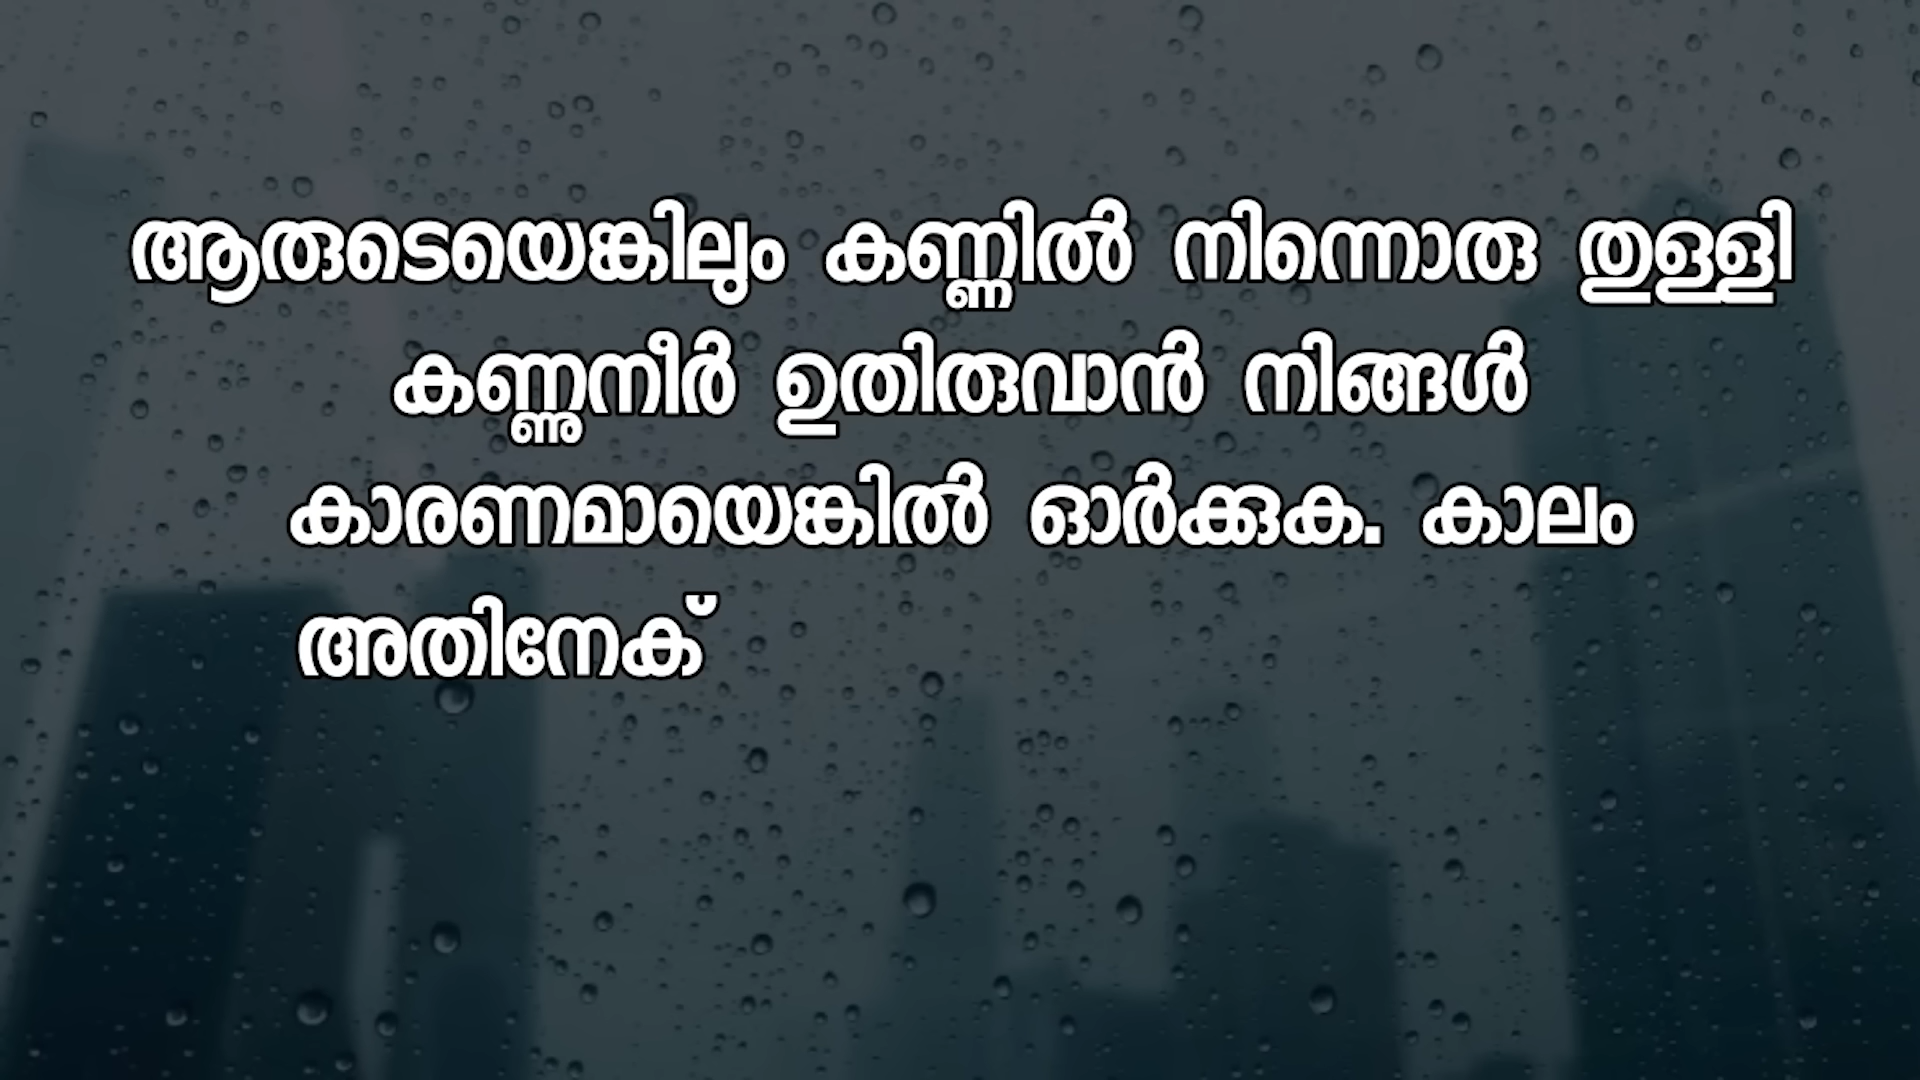 ആരുടെയെങ്കിലും കണ്ണിൽ നിന്നൊരു തുള്ളി
കണ്ണുനീർ ഉതിരുവാൻ നിങ്ങൾ
കാരണമായെങ്കിൽ ഓർക്കുക. കാലം
അതിനേക്